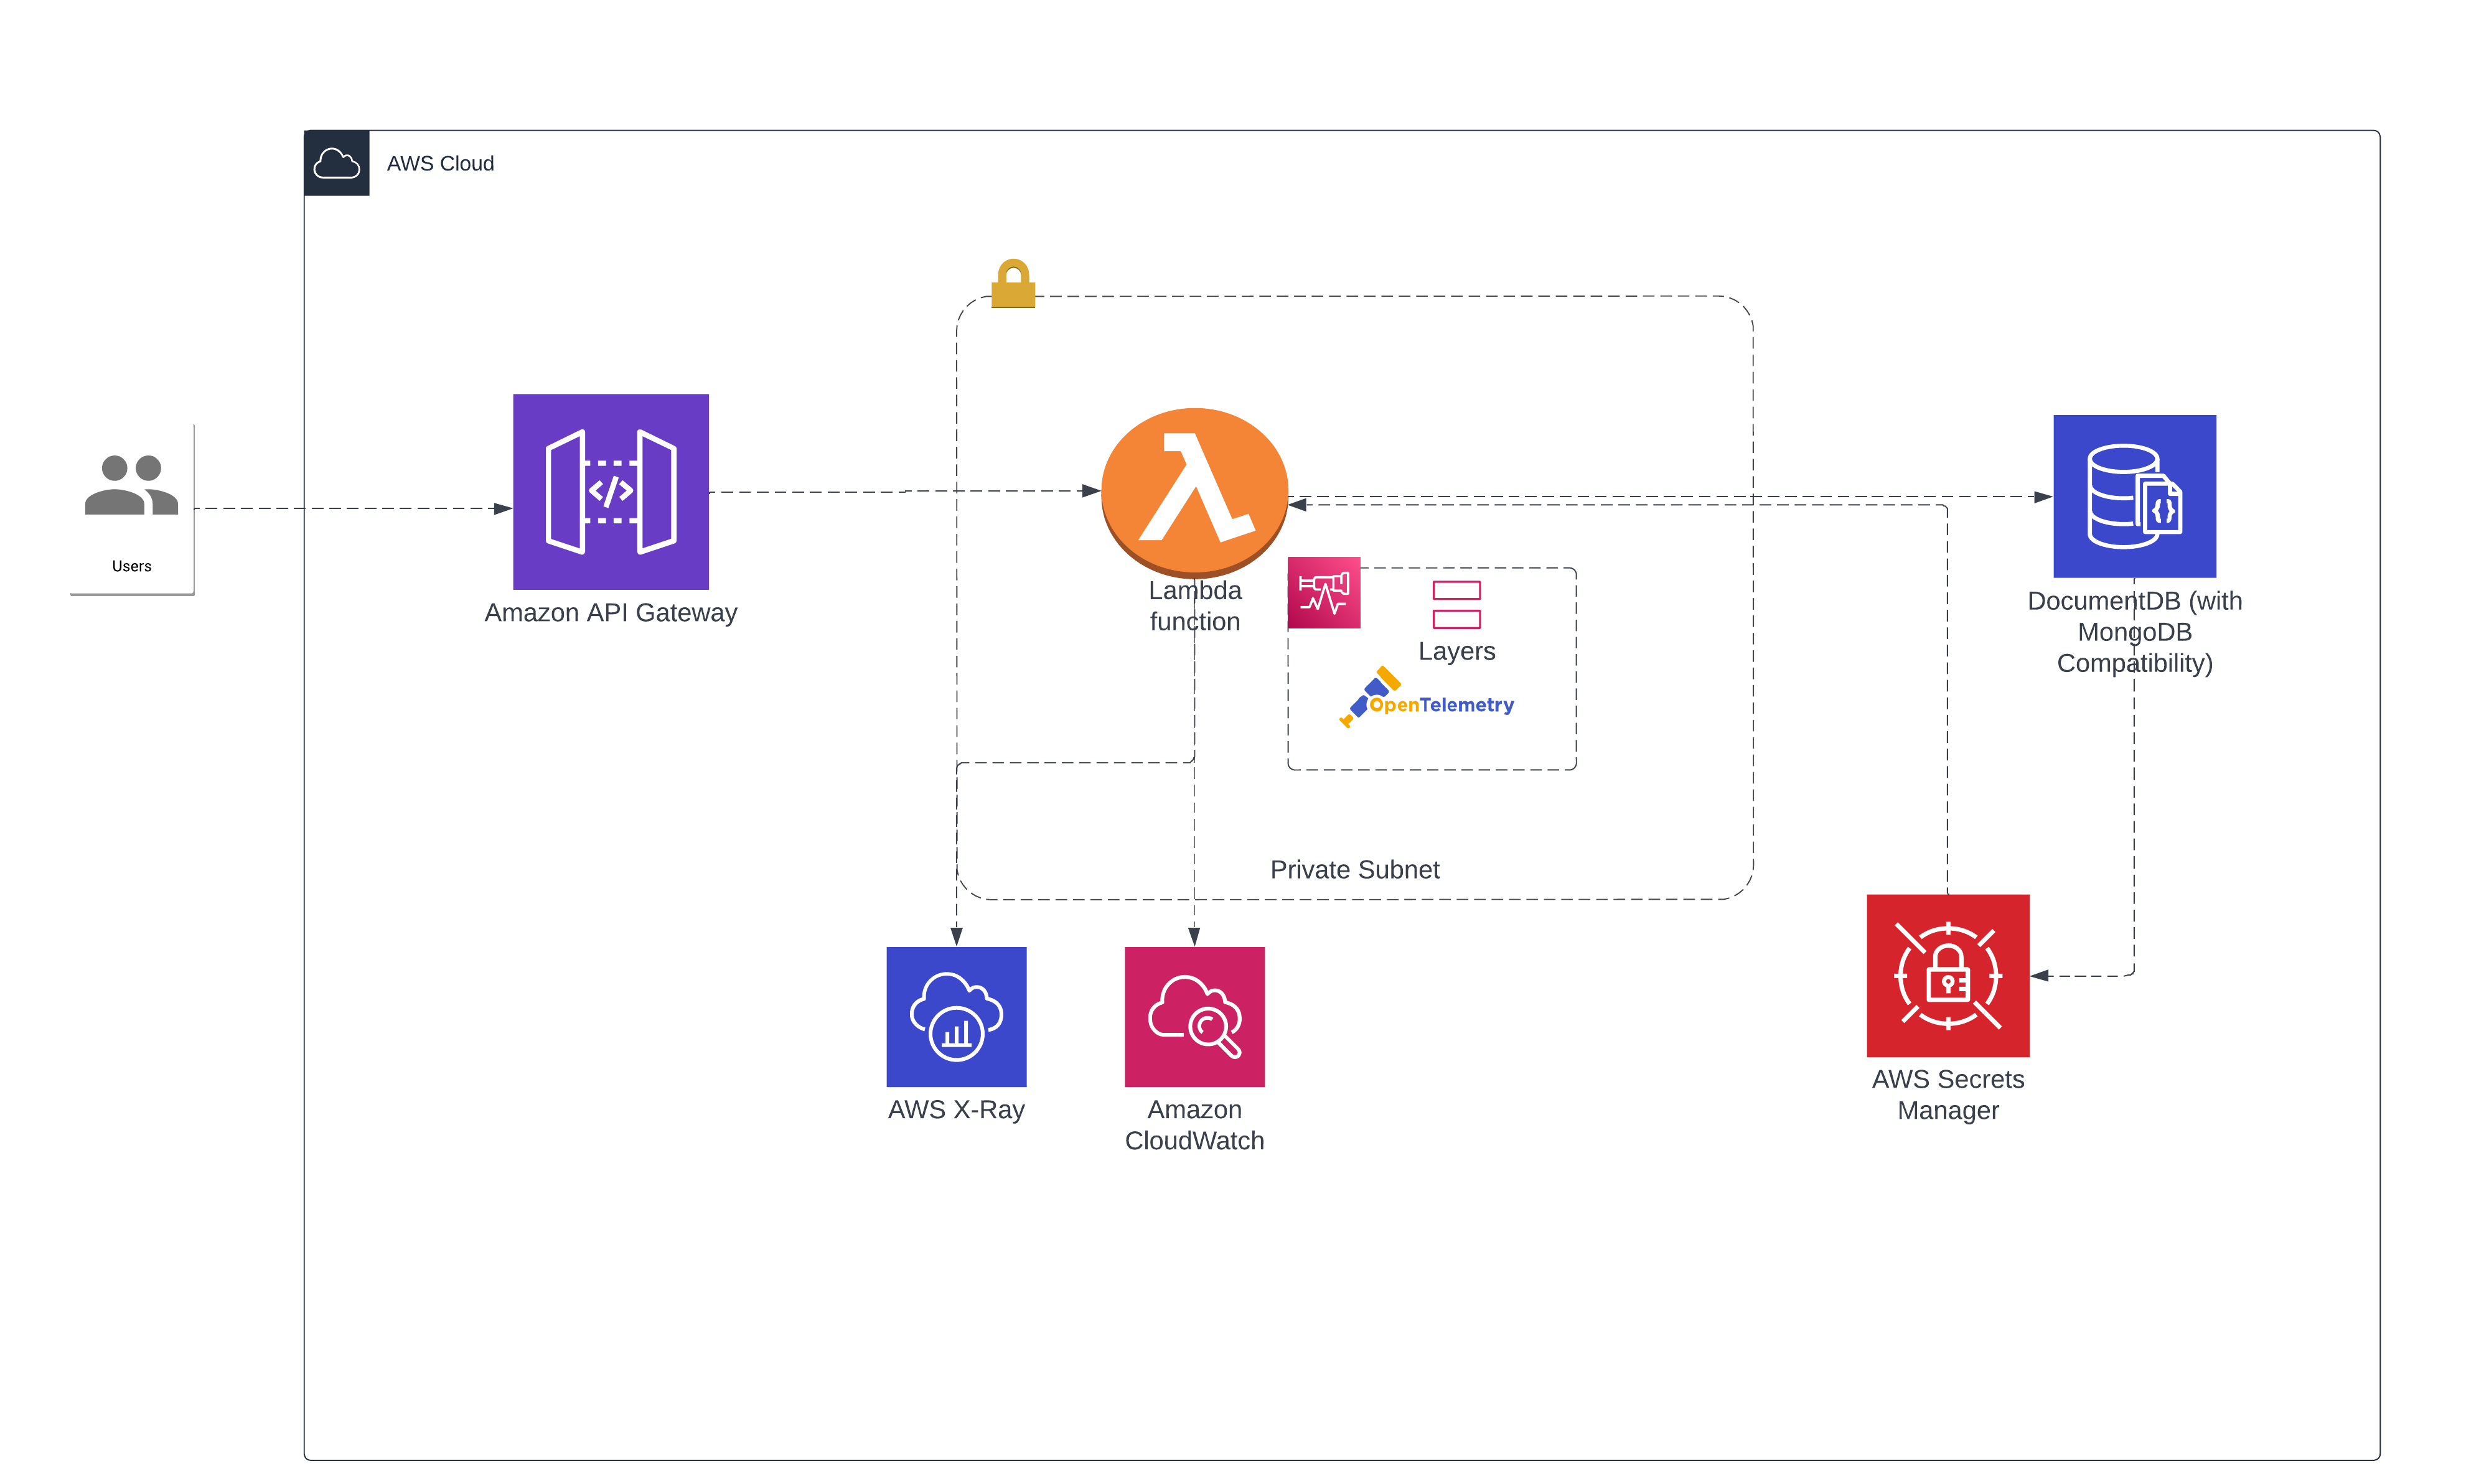 AWS Cloud
Users
Amazon API Gateway
Lambda
function
Layers
OpenTelemetry
DocumentDB (with
MongoDB
Compatibility)
Private Subnet
AWS X-Ray
Amazon
CloudWatch
AWS Secrets
Manager